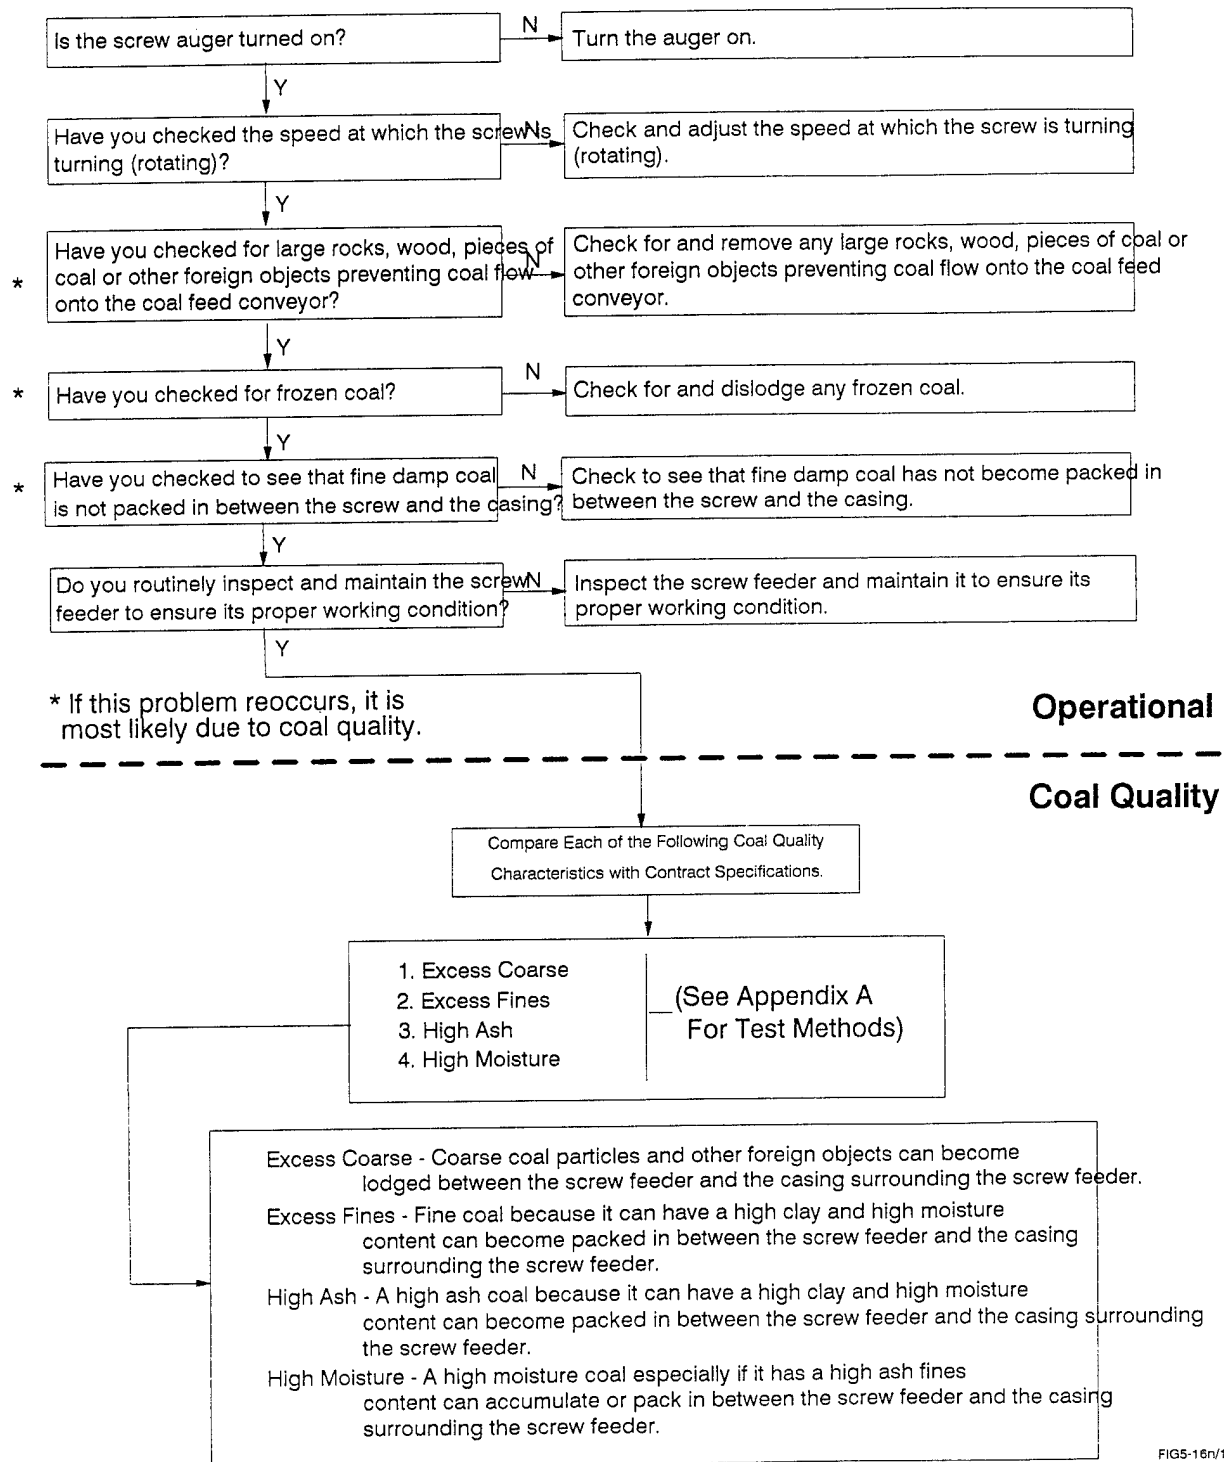 Is the screw auger turned on?
N
Turn the auger on.
Y
Have you checked the speed at which the screw is
turning (rotating)?
N
Check and adjust the speed at which the screw is turning
(rotating).
Y
*
Have you checked for large rocks, wood, pieces of
coal or other foreign objects preventing coal flow
onto the coal feed conveyor?
N
Check for and remove any large rocks, wood, pieces of coal or
other foreign objects preventing coal flow onto the coal feed
conveyor.
Y
*
Have you checked for frozen coal?
N
Check for and dislodge any frozen coal.
Y
*
Have you checked to see that fine damp coal
is not packed in between the screw and the casing?
N
Check to see that fine damp coal has not become packed in
between the screw and the casing.
Y
Do you routinely inspect and maintain the screw
feeder to ensure its proper working condition?
N
Inspect the screw feeder and maintain it to ensure its
proper working condition.
Y
* If this problem reoccurs, it is
most likely due to coal quality.
Operational
Coal Quality
Compare Each of the Following Coal Quality
Characteristics with Contract Specifications.
1. Excess Coarse
2. Excess Fines
3. High Ash
4. High Moisture
(See Appendix A
For Test Methods)
Excess Coarse - Coarse coal particles and other foreign objects can become
lodged between the screw feeder and the casing surrounding the screw feeder.
Excess Fines - Fine coal because it can have a high clay and high moisture
content can become packed in between the screw feeder and the casing
surrounding the screw feeder.
High Ash - A high ash coal because it can have a high clay and high moisture
content can become packed in between the screw feeder and the casing surrounding
the screw feeder.
High Moisture - A high moisture coal especially if it has a high ash fines
content can accumulate or pack in between the screw feeder and the casing
surrounding the screw feeder.
FIG5-16n/1